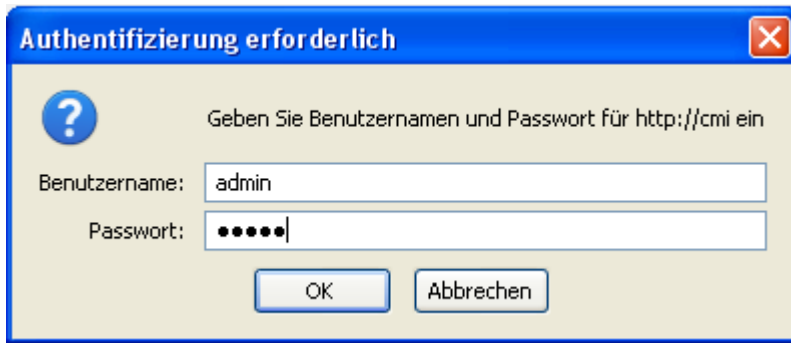 Authentifizierung erforderlich
Geben Sie Benutzernamen und Passwort für http://cmi ein
Benutzername: admin
Passwort: •••••
OK Abbrechen